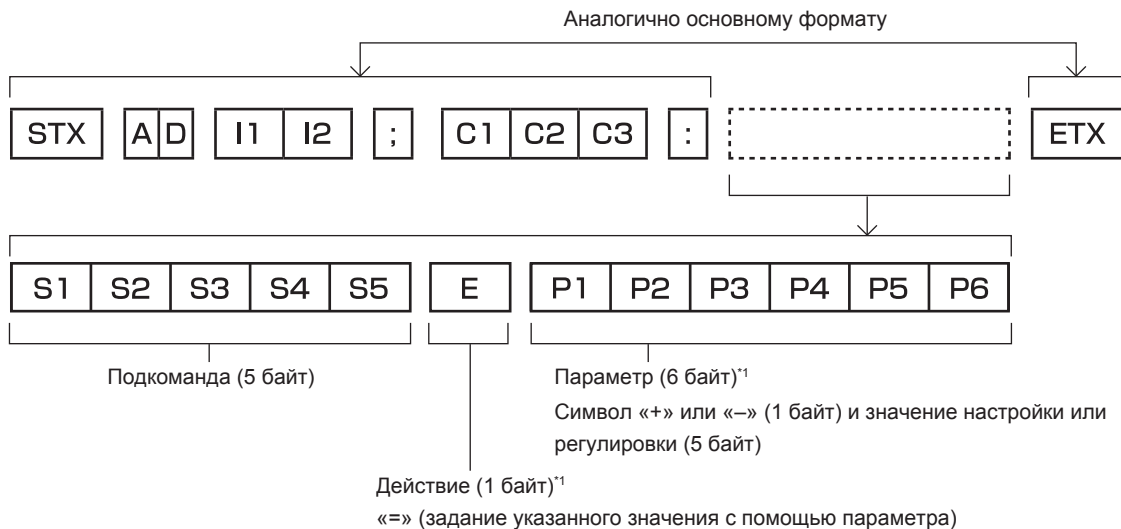 Аналогично основному формату
STX A D I1 I2 ; C1 C2 C3 : ETX
S1 S2 S3 S4 S5 E P1 P2 P3 P4 P5 P6
Подкоманда (5 байт)
Параметр (6 байт)*1
Символ «+» или «–» (1 байт) и значение настройки или
регулировки (5 байт)
Действие (1 байт)*1
«=» (задание указанного значения с помощью параметра)